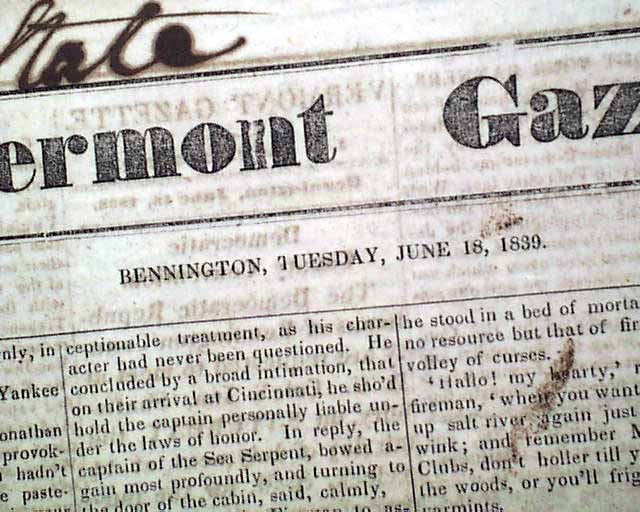 State
ermont Gaz
BENNINGTON, TUESDAY, JUNE 18, 1839.
nly, in
Yankee
onathan
provok-
hadn't
e paste-
ceptionable treatment, as his char-
acter had never been questioned. He
concluded by a broad intimation, that
on their arrival at Cincinnati, he sho'd
hold the captain personally liable un-
der the laws of honor. In reply, the
captain of the Sea Serpent, bowed a-
gain most profoundly, and turning to
the door of the cabin, said, calmly,
he stood in a bed of morta
no resource but that of fir
volley of curses.
'Hallo! my hearty,'
fireman, 'when you want
up salt river, again just
wink; and remember M
Clubs, don't holler till y
the woods, or you'll frig
varmints.